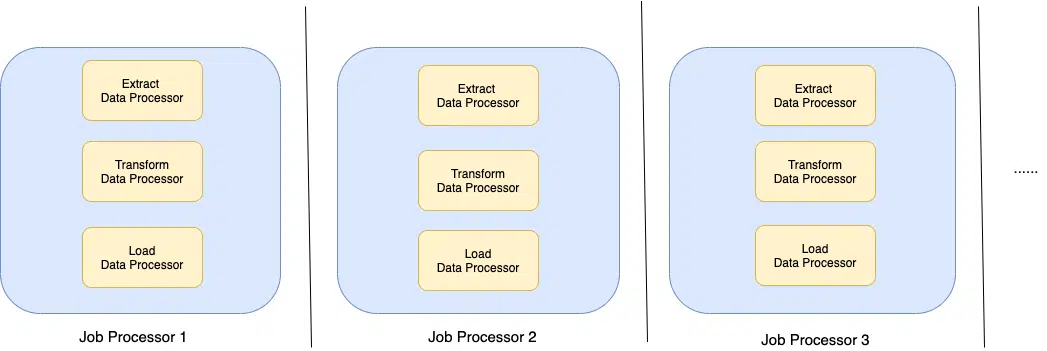 Extract
Data Processor
Transform
Data Processor
Load
Data Processor
Job Processor 1
Extract
Data Processor
Transform
Data Processor
Load
Data Processor
Job Processor 2
Extract
Data Processor
Transform
Data Processor
Load
Data Processor
Job Processor 3
......